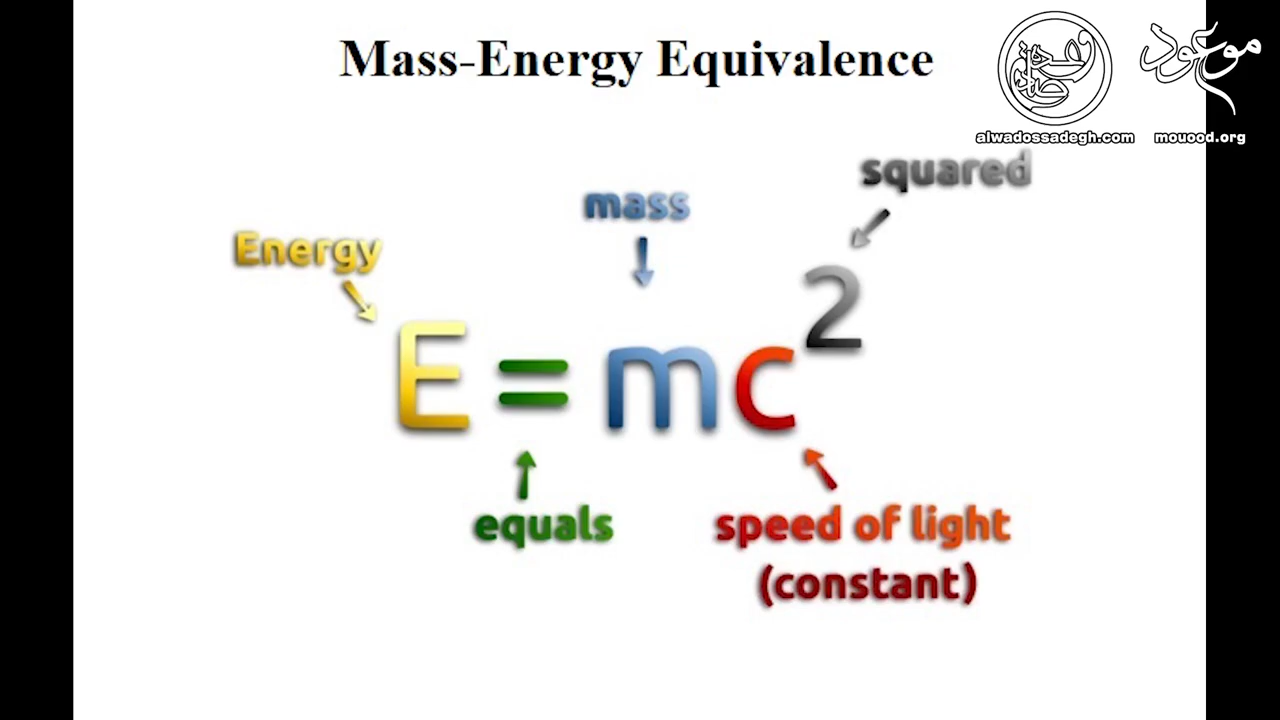 Mass-Energy Equivalence
موعود
alwadossadegh.com
mouood.org
squared
mass
Energy
E = mc²
equals
speed of light
(constant)